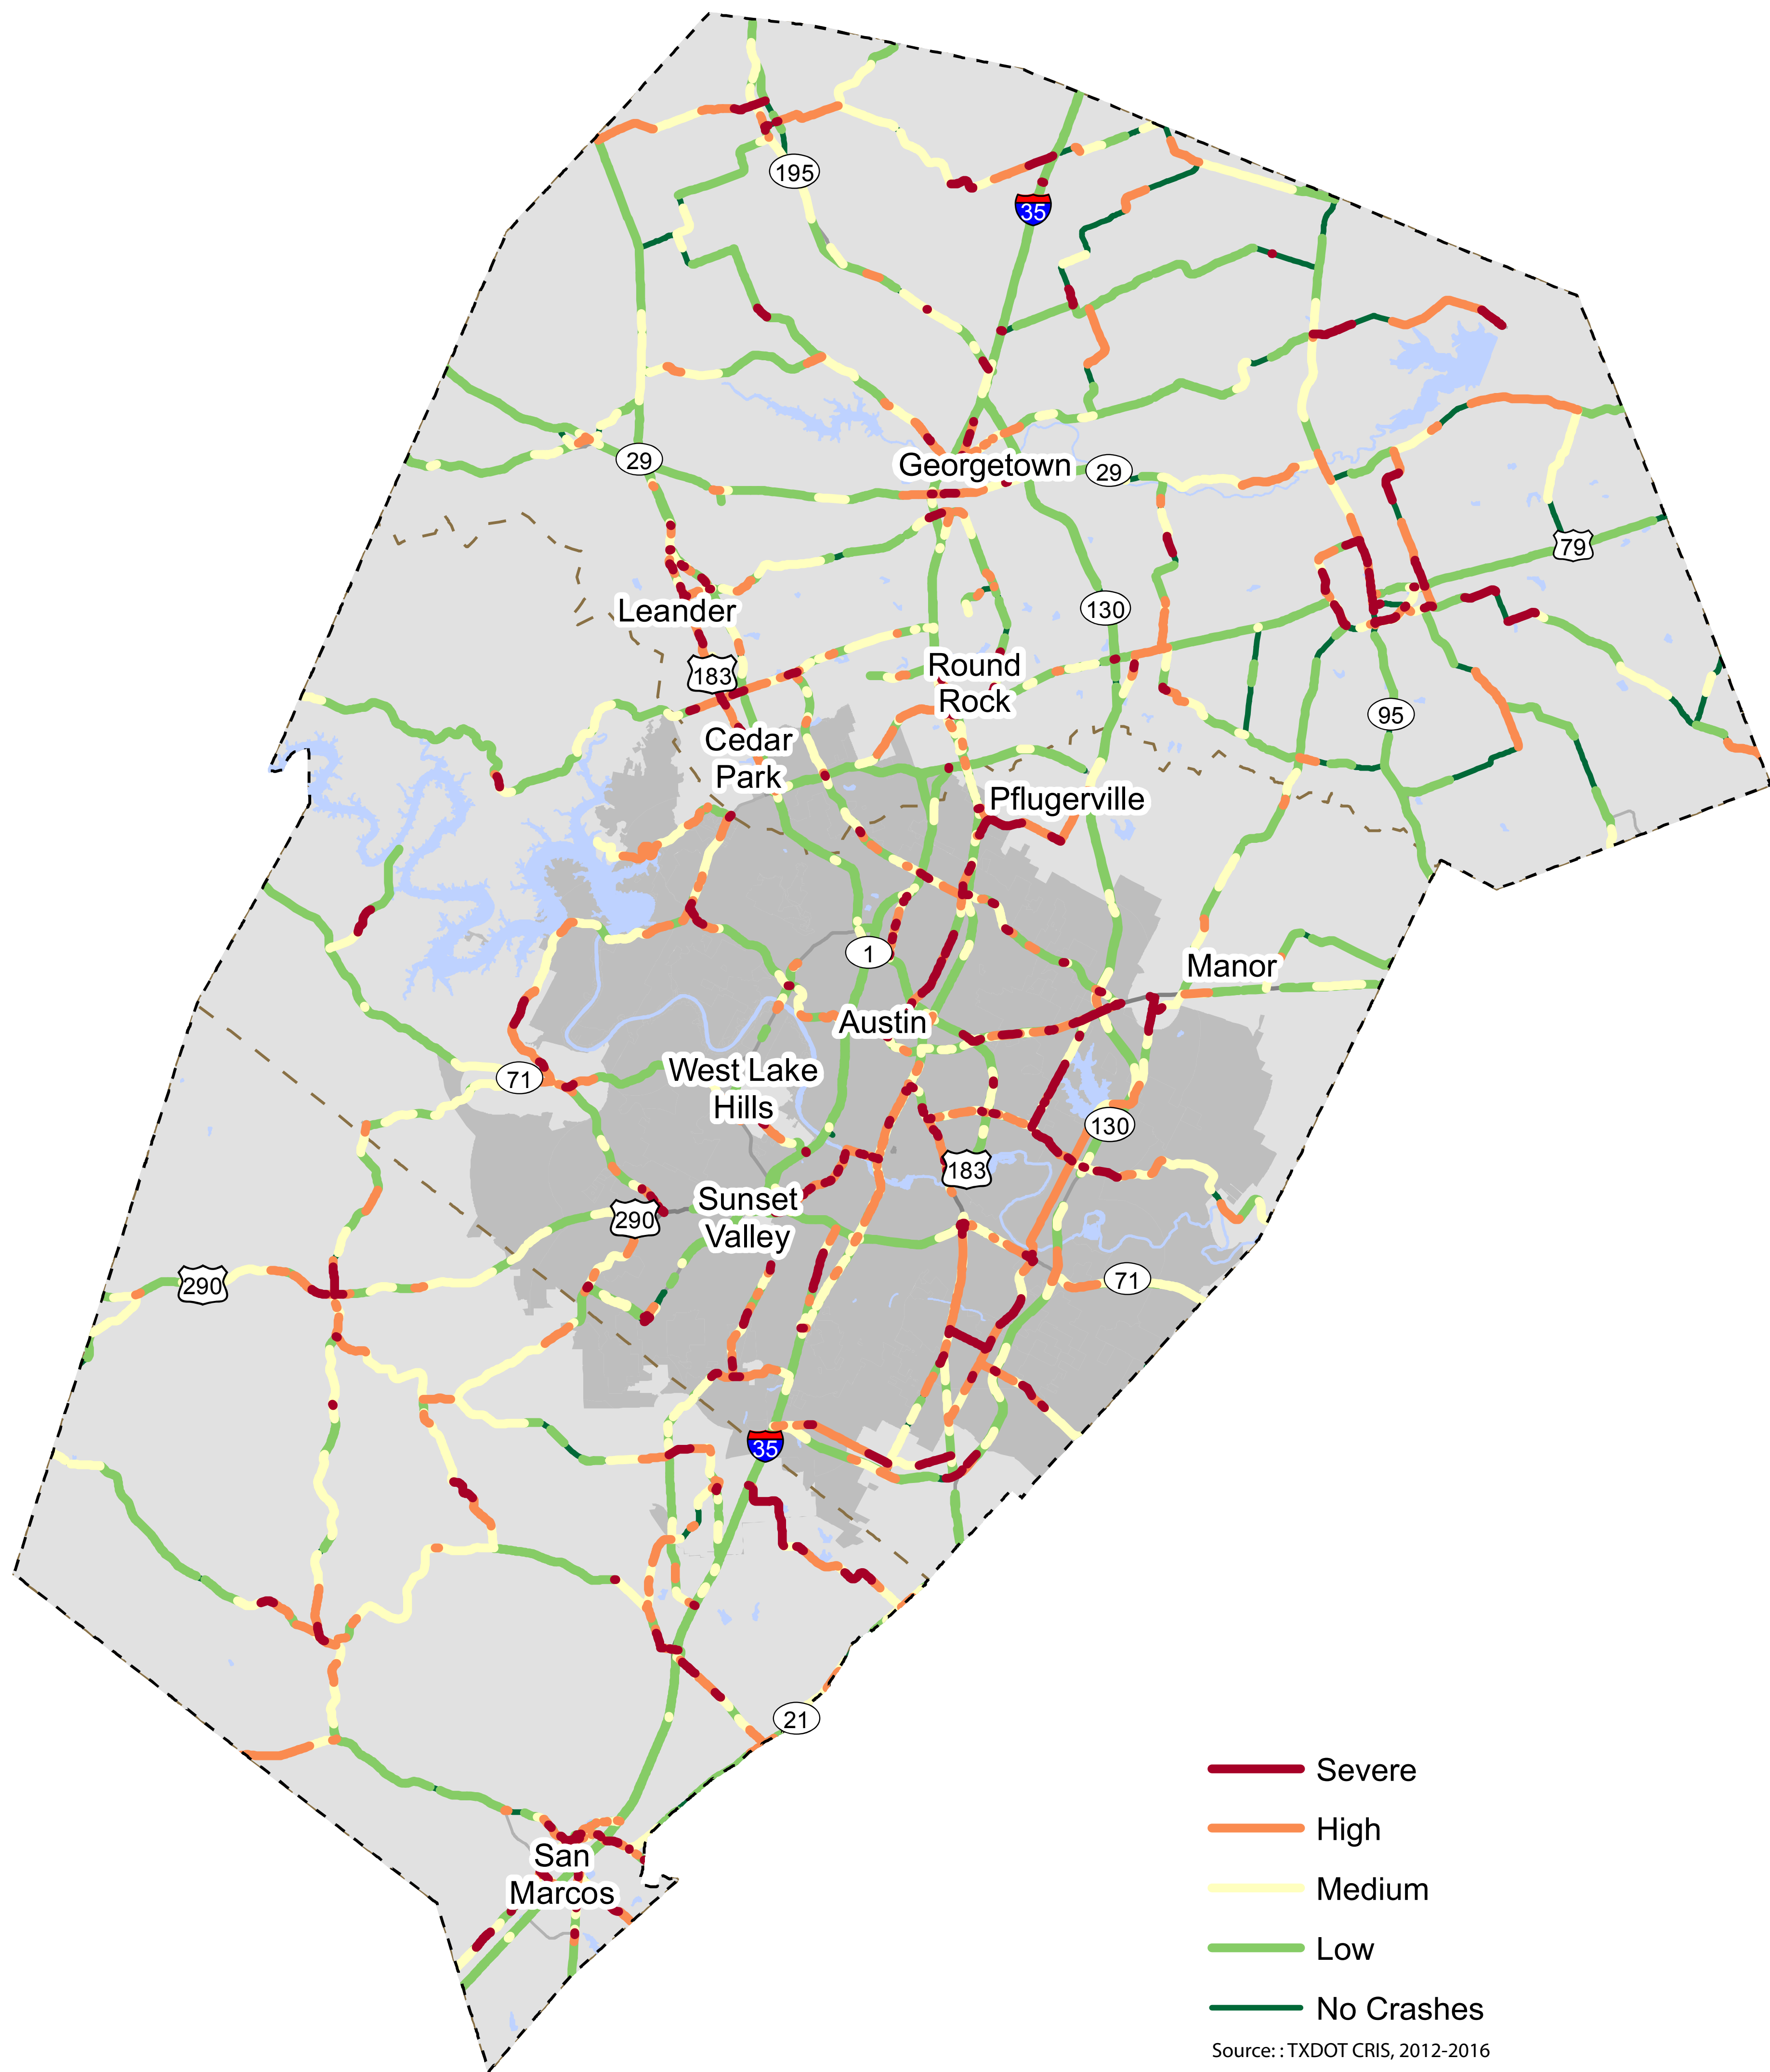 195
35
Georgetown
29
29
79
Leander
130
Round
Rock
183
95
Cedar
Park
Pflugerville
1
Manor
Austin
West Lake
Hills
71
130
183
Sunset
Valley
290
290
71
35
21
San
Marcos
Severe
High
Medium
Low
No Crashes
Source: : TXDOT CRIS, 2012-2016